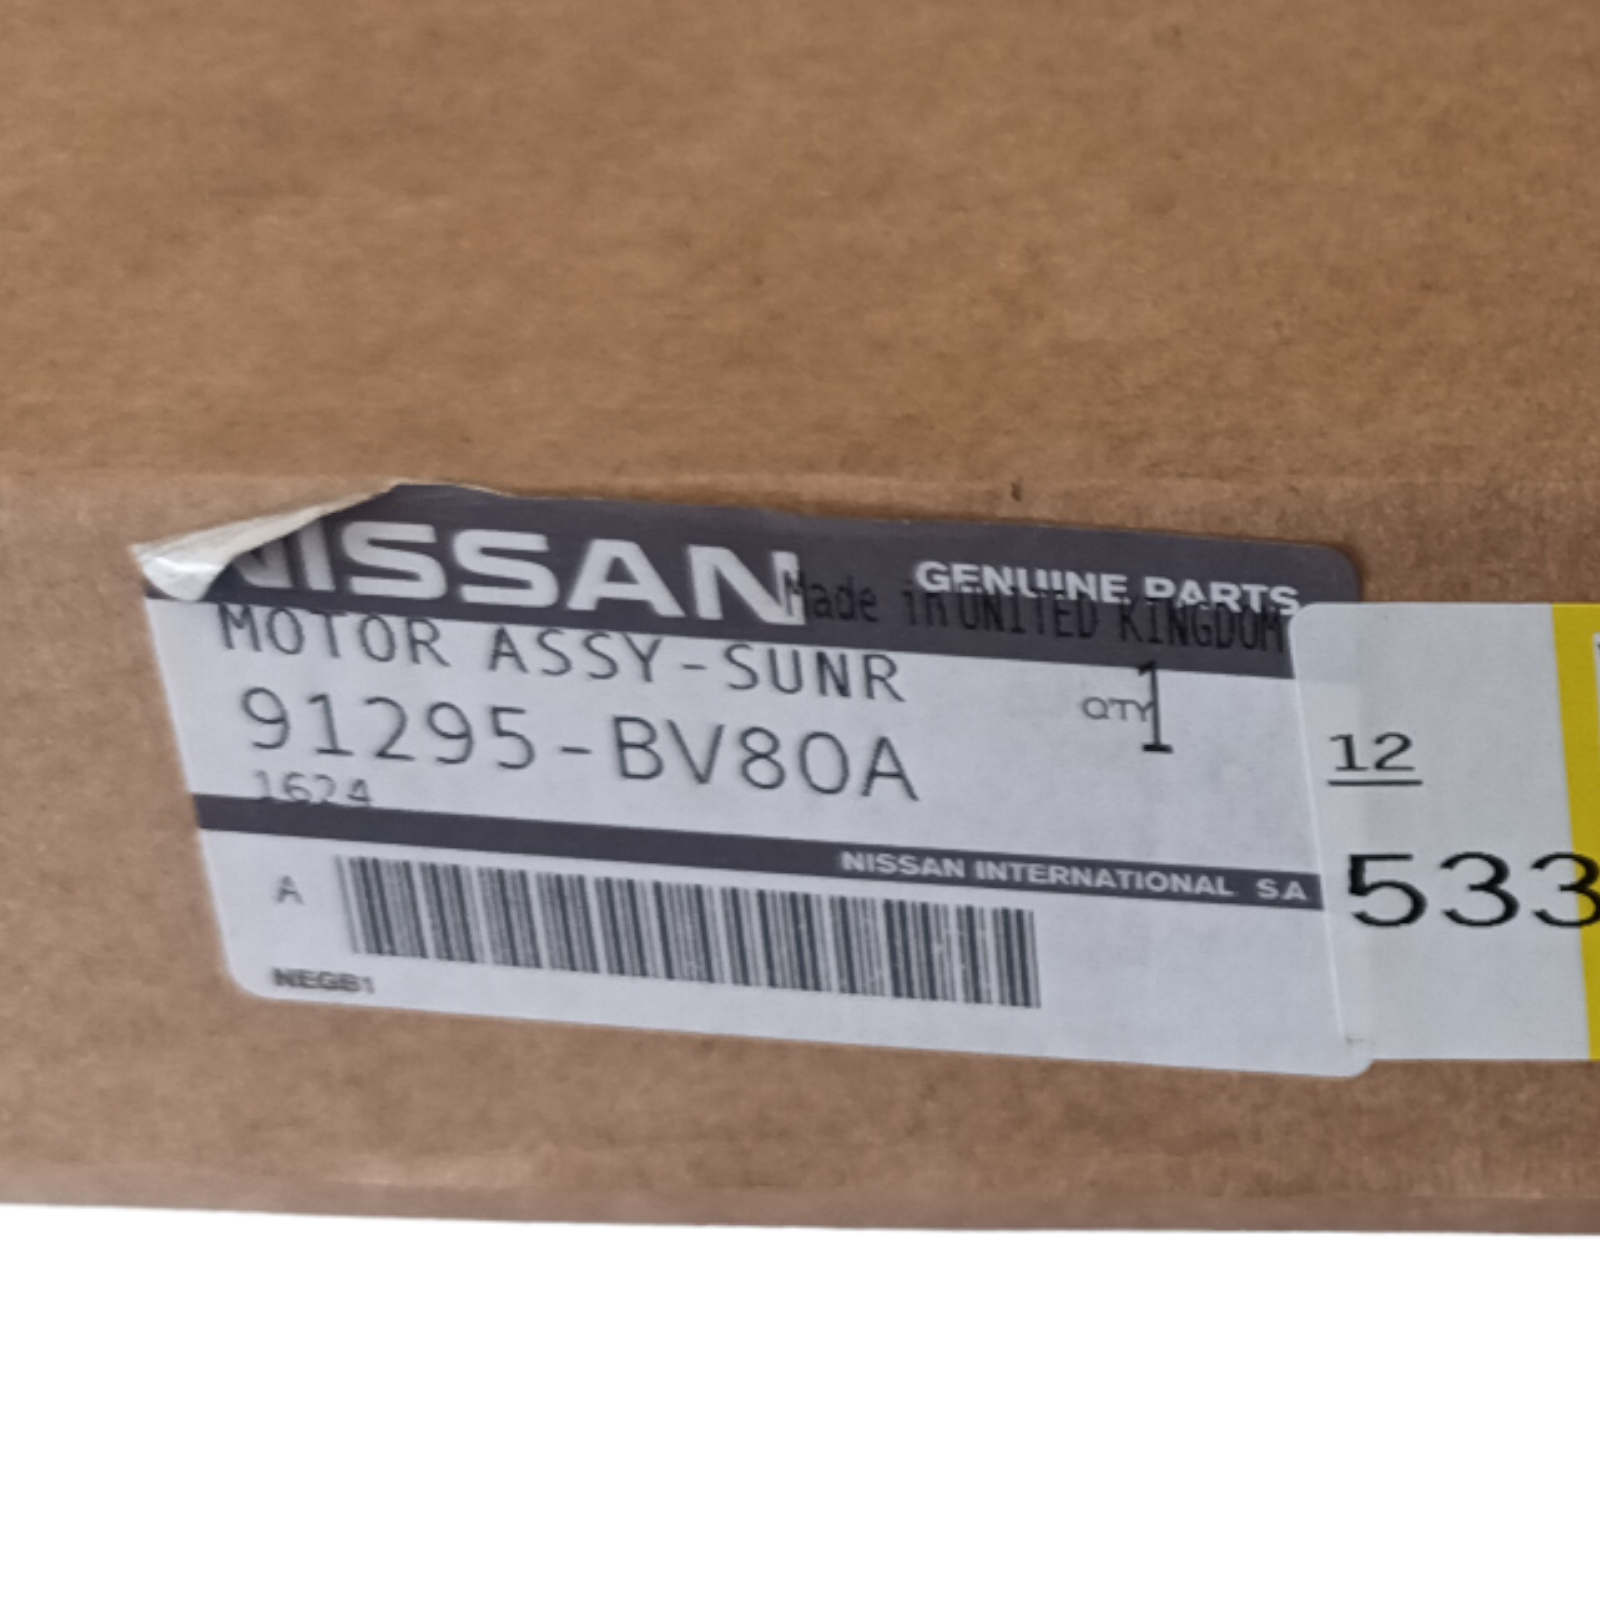 NISSAN GENUINE PARTS
Made in UNITED KINGDOM
MOTOR ASSY-SUNR
QTY 1
91295-BV80A
1624
NISSAN INTERNATIONAL SA
A
NEGB1
12
533